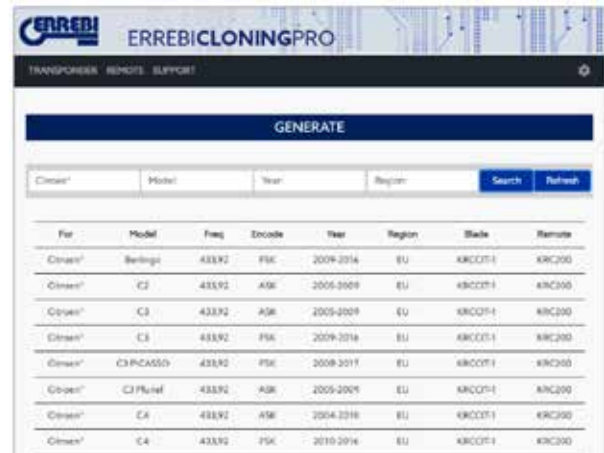 ERREBI
ERREBICLONINGPRO
TRANSPONDER REMOTE SUPPORT
GENERATE
Citroen* Model Year Region Search Refresh
For Model Freq Encode Year Region Blade Remote
Citroen* Berlingo 433,92 FSK 2009-2016 EU KRCCIT-1 KRC200
Citroen* C2 433,92 ASK 2005-2009 EU KRCCIT-1 KRC200
Citroen* C3 433,92 ASK 2005-2009 EU KRCCIT-1 KRC200
Citroen* C3 433,92 FSK 2009-2016 EU KRCCIT-1 KRC200
Citroen* C3 PICASSO 433,92 FSK 2008-2017 EU KRCCIT-1 KRC200
Citroen* C3 Pluriel 433,92 ASK 2005-2009 EU KRCCIT-1 KRC200
Citroen* C4 433,92 ASK 2004-2010 EU KRCCIT-1 KRC200
Citroen* C4 433,92 FSK 2010-2016 EU KRCCIT-1 KRC200